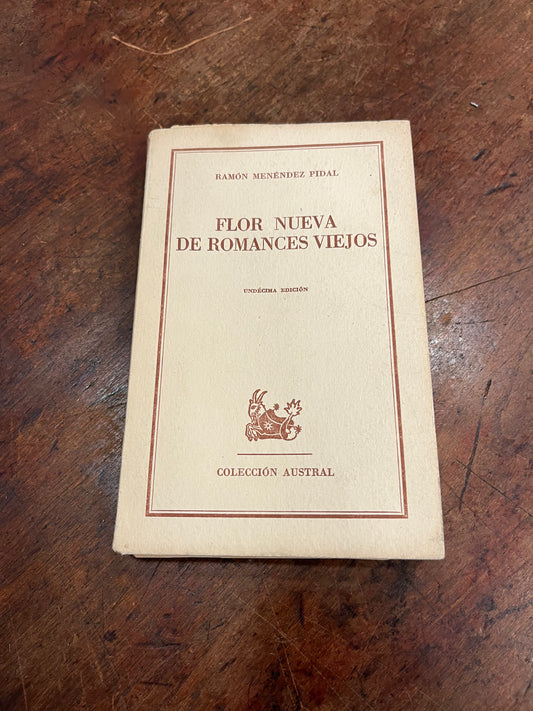 RAMÓN MENÉNDEZ PIDAL
FLOR NUEVA
DE ROMANCES VIEJOS
UNDÉCIMA EDICIÓN
COLECCIÓN AUSTRAL